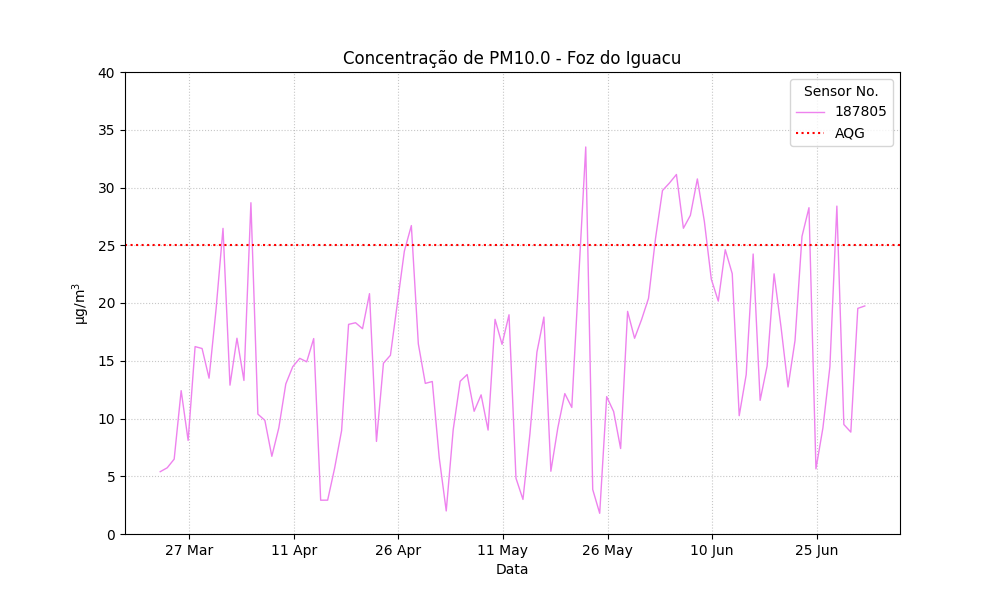 Concentração de PM10.0 - Foz do Iguacu
40
35
30
25
20
15
10
5
0
µg/m³
Sensor No.
187805
AQG
27 Mar
11 Apr
26 Apr
11 May
26 May
10 Jun
25 Jun
Data